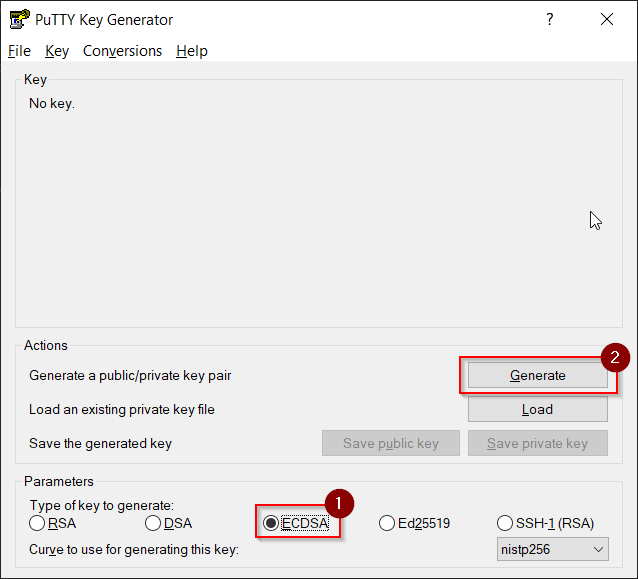 PuTTY Key Generator ?
File Key Conversions Help
Key
No key.
Actions
2
Generate a public/private key pair Generate
Load an existing private key file Load
Save the generated key Save public key Save private key
Parameters
Type of key to generate:
1
RSA DSA ECDSA Ed25519 SSH-1 (RSA)
Curve to use for generating this key: nistp256